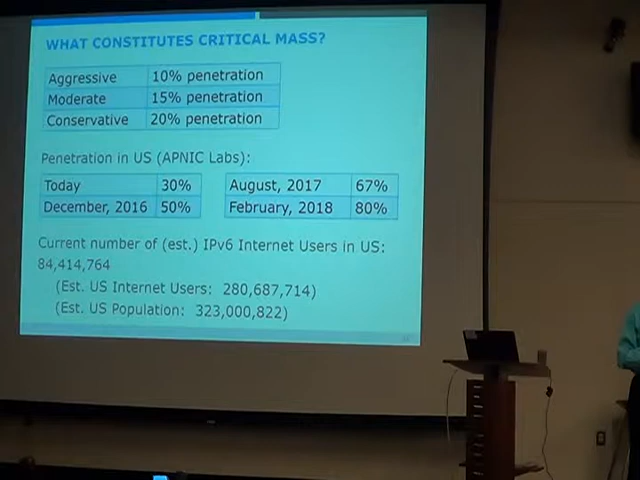 WHAT CONSTITUTES CRITICAL MASS?
Aggressive 10% penetration
Moderate 15% penetration
Conservative 20% penetration
Penetration in US (APNIC Labs):
Today 30% August, 2017 67%
December, 2016 50% February, 2018 80%
Current number of (est.) IPv6 Internet Users in US:
84,414,764
(Est. US Internet Users: 280,687,714)
(Est. US Population: 323,000,822)